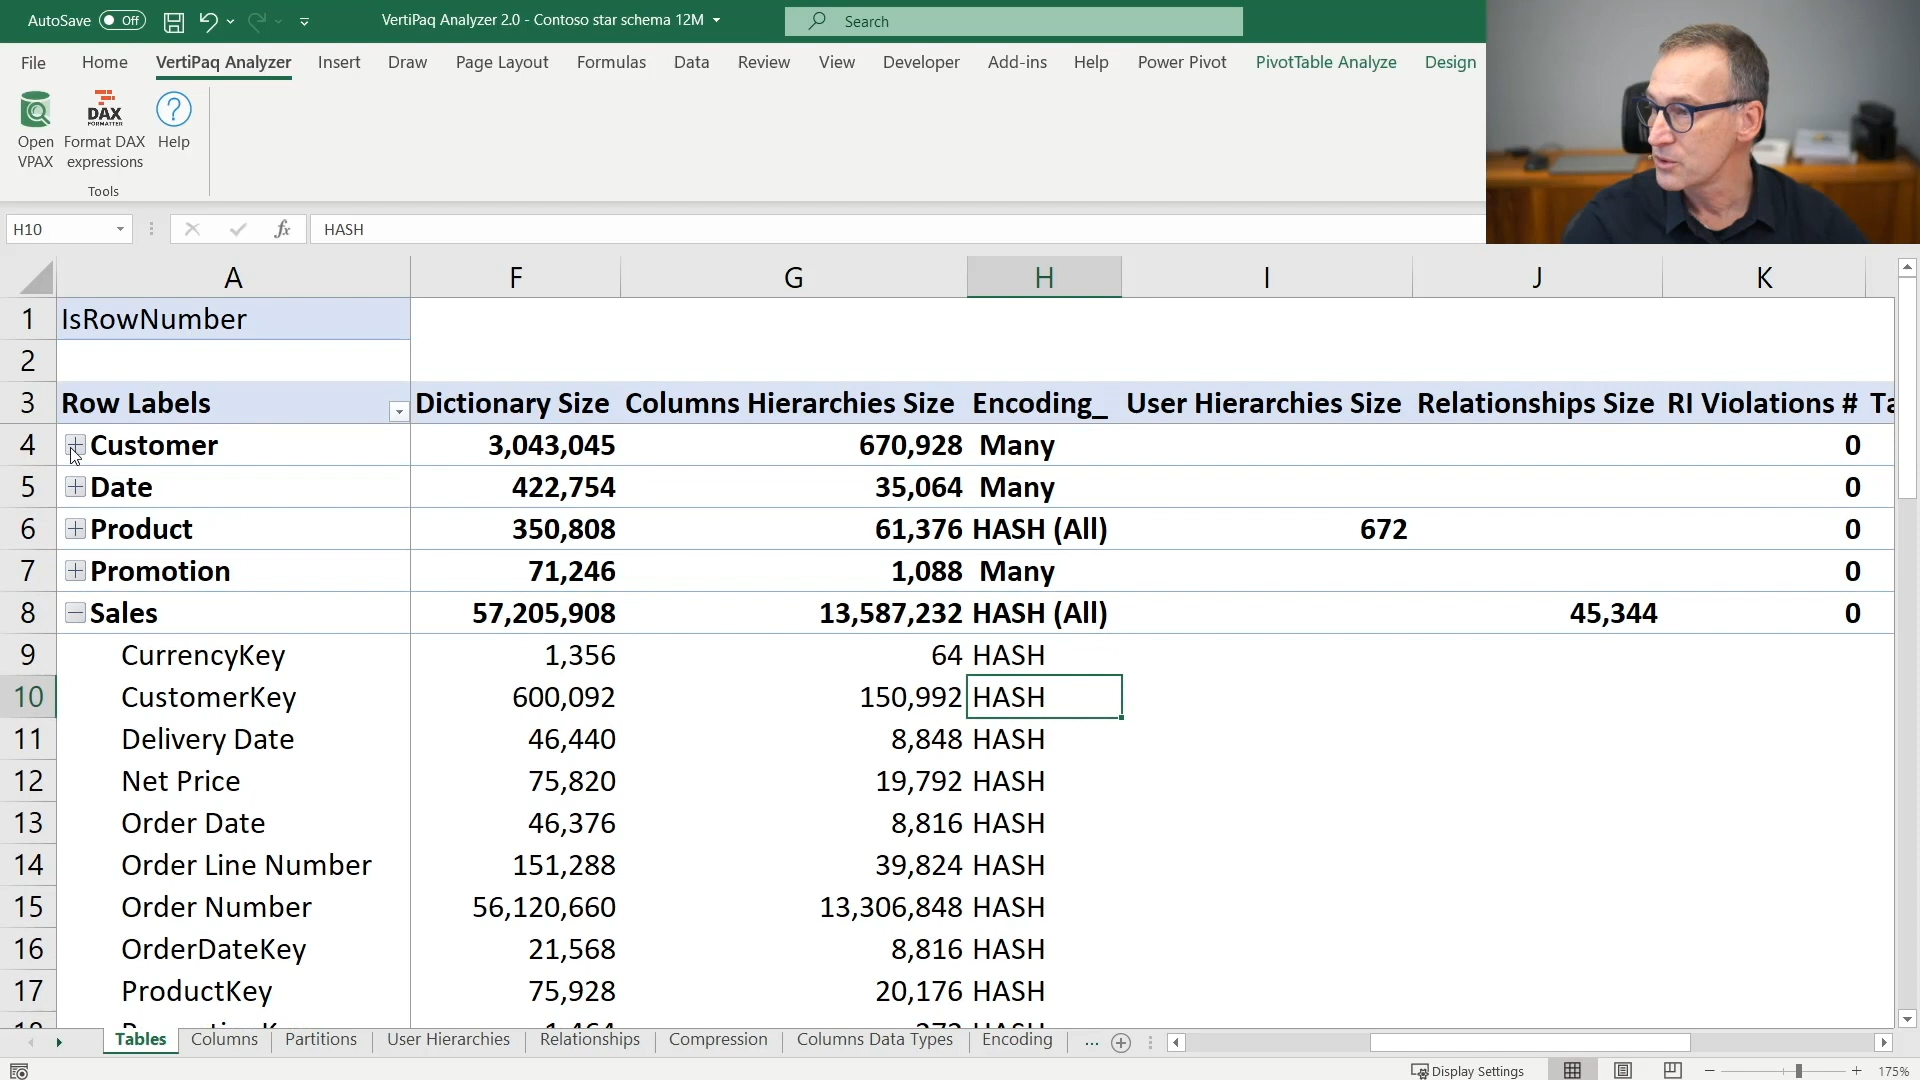 AutoSave Off
VertiPaq Analyzer 2.0 - Contoso star schema 12M
Search
File Home VertiPaq Analyzer Insert Draw Page Layout Formulas Data Review View Developer Add-ins Help Power Pivot PivotTable Analyze Design
Open VPAX
DAX
FORMATTER
Format DAX expressions
Help
Tools
H10
fx
HASH
A F G H I J K
1 IsRowNumber
2
3 Row Labels Dictionary Size Columns Hierarchies Size Encoding_ User Hierarchies Size Relationships Size RI Violations # Ta
4 Customer 3,043,045 670,928 Many 0
5 Date 422,754 35,064 Many 0
6 Product 350,808 61,376 HASH (All) 672 0
7 Promotion 71,246 1,088 Many 0
8 Sales 57,205,908 13,587,232 HASH (All) 45,344 0
9 CurrencyKey 1,356 64 HASH
10 CustomerKey 600,092 150,992 HASH
11 Delivery Date 46,440 8,848 HASH
12 Net Price 75,820 19,792 HASH
13 Order Date 46,376 8,816 HASH
14 Order Line Number 151,288 39,824 HASH
15 Order Number 56,120,660 13,306,848 HASH
16 OrderDateKey 21,568 8,816 HASH
17 ProductKey 75,928 20,176 HASH
Tables Columns Partitions User Hierarchies Relationships Compression Columns Data Types Encoding ...
Display Settings 175%